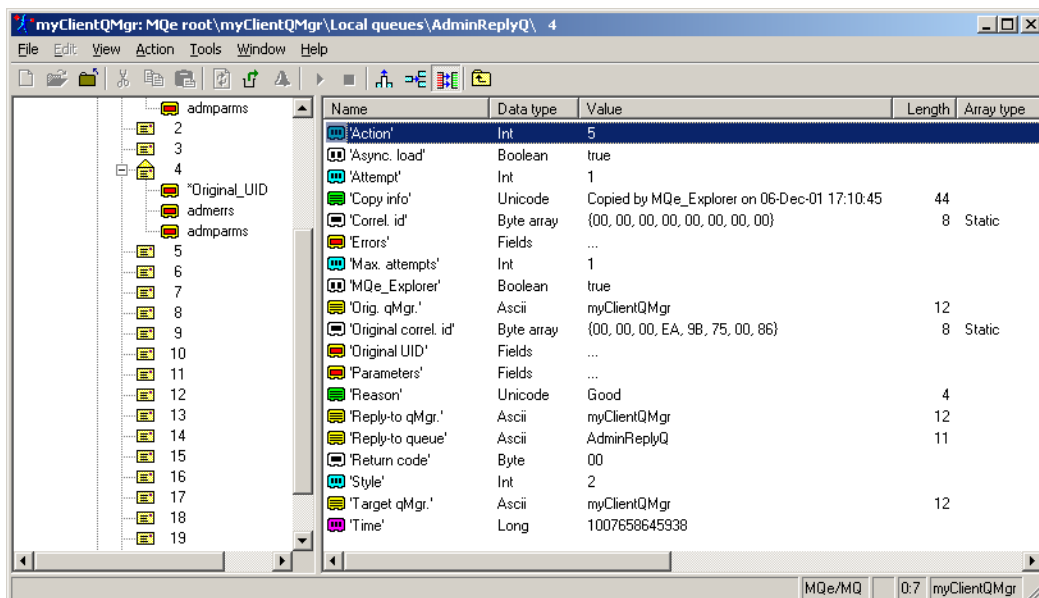 *myClientQMgr: MQe root\myClientQMgr\Local queues\AdminReplyQ\ 4
File Edit View Action Tools Window Help
admparms
2
3
4
*Original_UID
admerrs
admparms
5
6
7
8
9
10
11
12
13
14
15
16
17
18
19
Name Data type Value Length Array type
'Action' Int 5
'Async. load' Boolean true
'Attempt' Int 1
'Copy info' Unicode Copied by MQe_Explorer on 06-Dec-01 17:10:45 44
'Correl. id' Byte array {00, 00, 00, 00, 00, 00, 00, 00} 8 Static
'Errors' Fields ...
'Max. attempts' Int 1
'MQe_Explorer' Boolean true
'Orig. qMgr.' Ascii myClientQMgr 12
'Original correl. id' Byte array {00, 00, 00, EA, 9B, 75, 00, 86} 8 Static
'Original UID' Fields ...
'Parameters' Fields ...
'Reason' Unicode Good 4
'Reply-to qMgr.' Ascii myClientQMgr 12
'Reply-to queue' Ascii AdminReplyQ 11
'Return code' Byte 00
'Style' Int 2
'Target qMgr.' Ascii myClientQMgr 12
'Time' Long 1007658645938
MQe/MQ 0:7 myClientQMgr